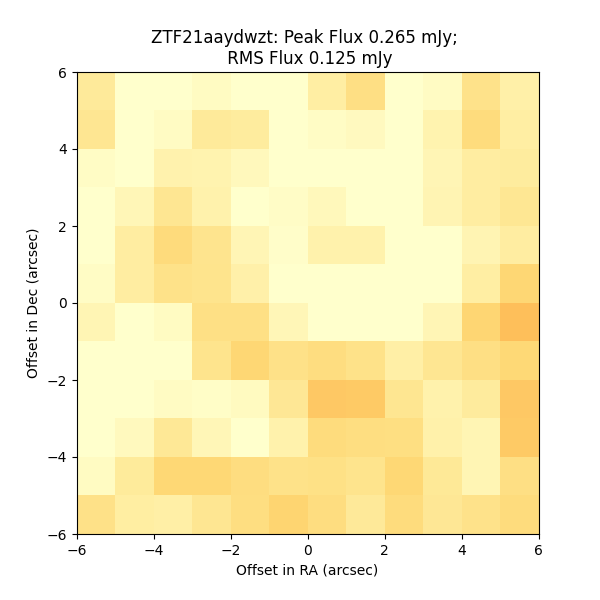 ZTF21aaydwzt: Peak Flux 0.265 mJy;
RMS Flux 0.125 mJy
6
4
2
0
−2
−4
−6
Offset in Dec (arcsec)
−6 −4 −2 0 2 4 6
Offset in RA (arcsec)